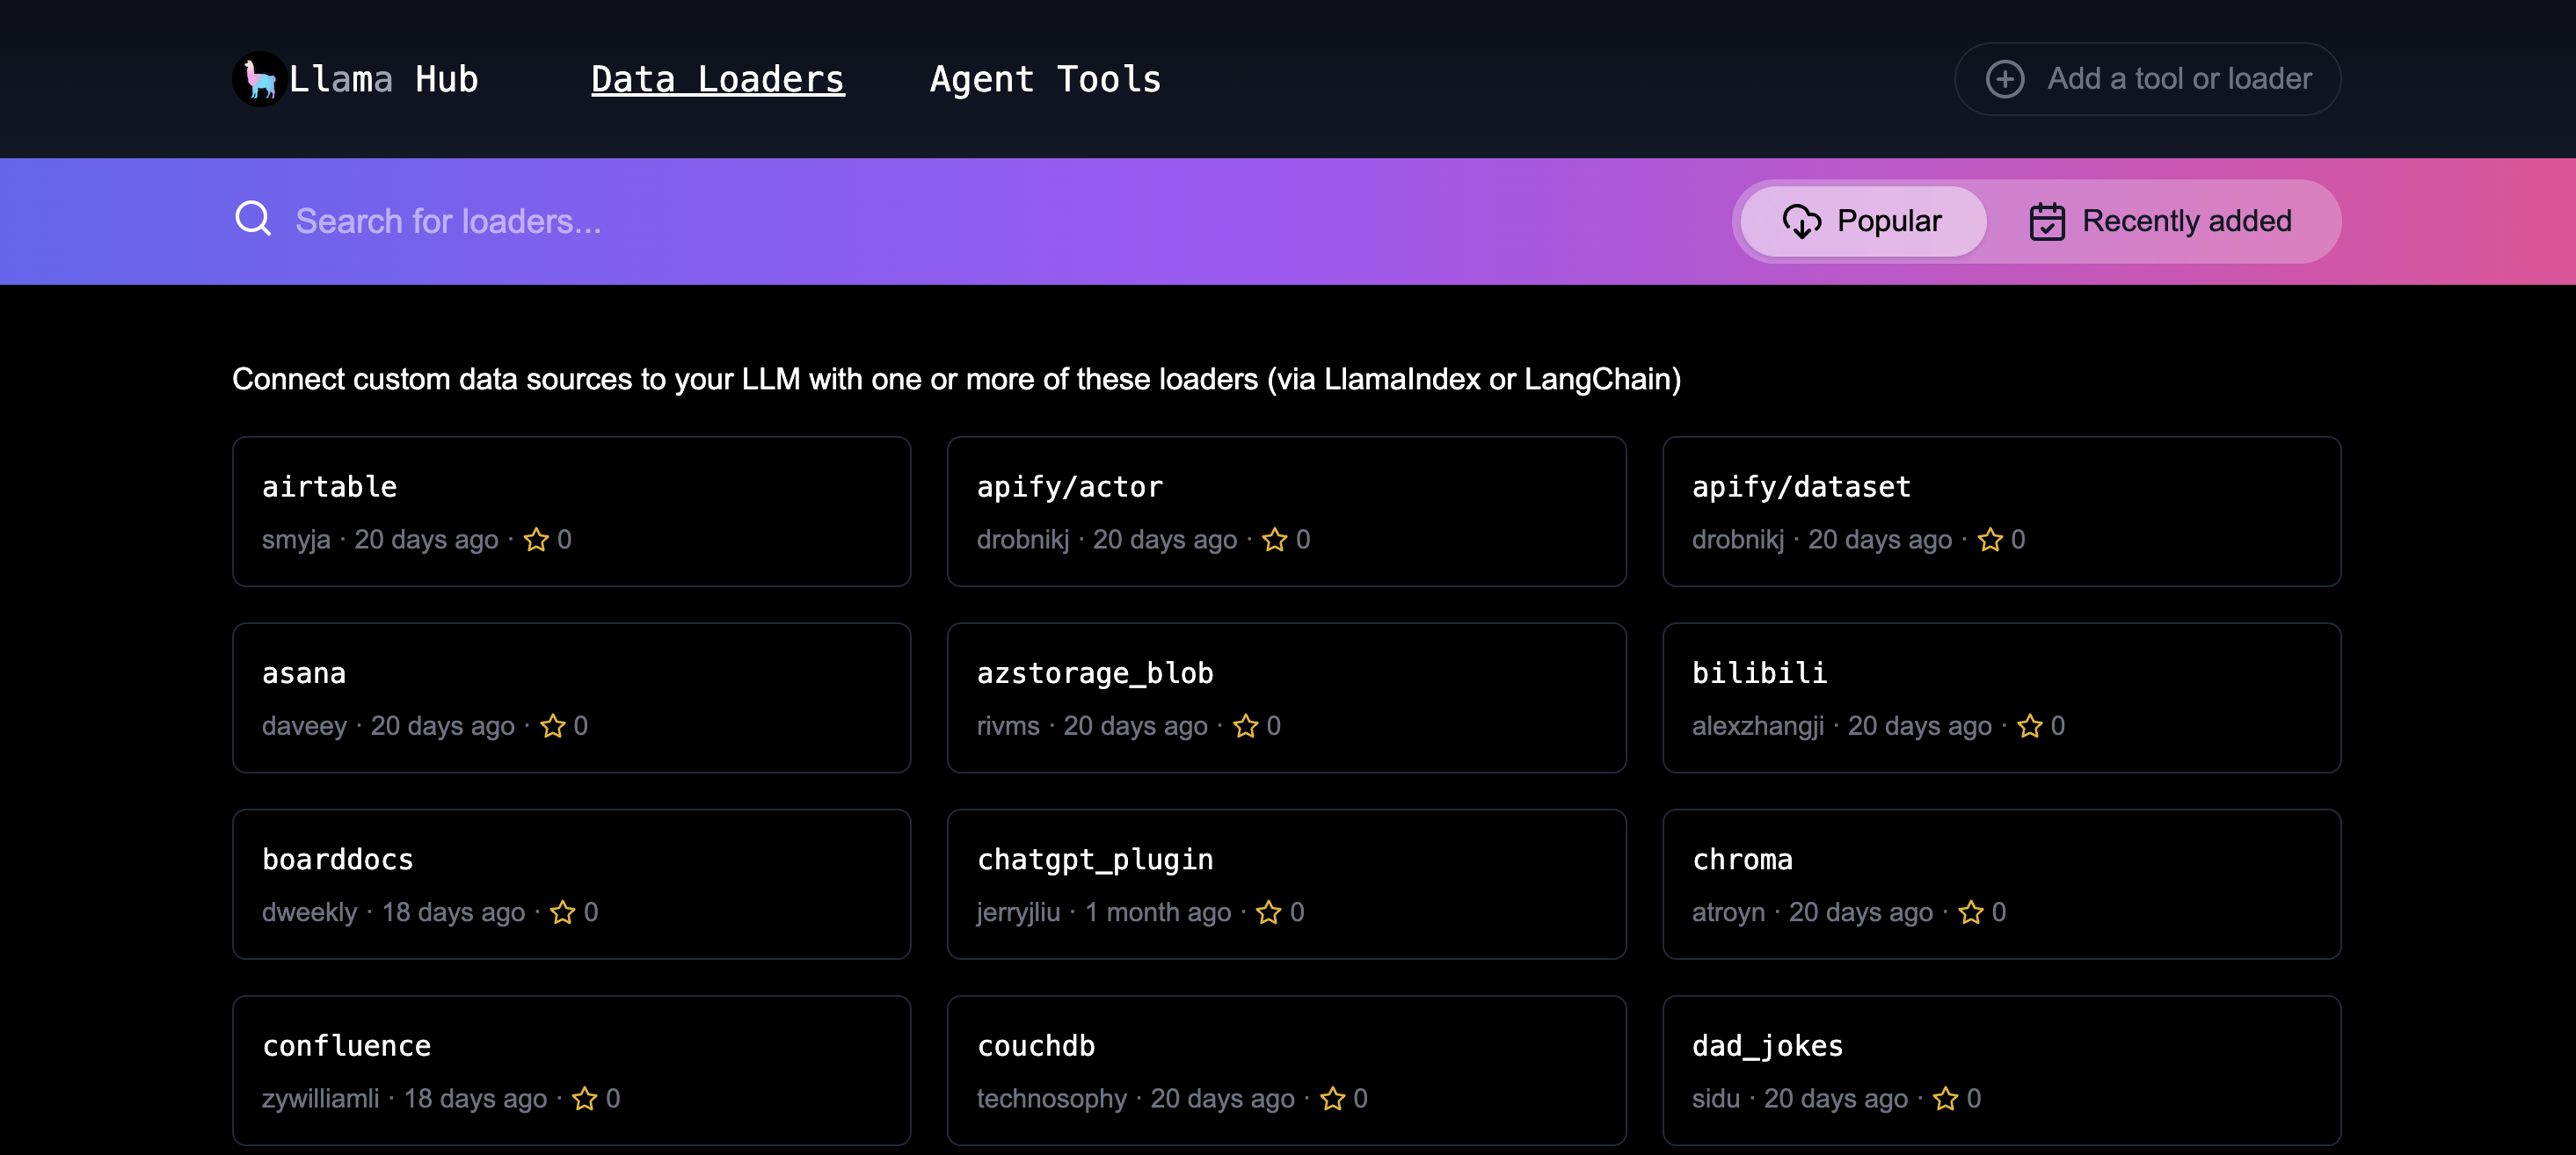 Llama Hub Data Loaders Agent Tools Add a tool or loader
Search for loaders... Popular Recently added
Connect custom data sources to your LLM with one or more of these loaders (via LlamaIndex or LangChain)
airtable
smyja · 20 days ago · 0
apify/actor
drobnikj · 20 days ago · 0
apify/dataset
drobnikj · 20 days ago · 0
asana
daveey · 20 days ago · 0
azstorage_blob
rivms · 20 days ago · 0
bilibili
alexzhangji · 20 days ago · 0
boarddocs
dweekly · 18 days ago · 0
chatgpt_plugin
jerryjliu · 1 month ago · 0
chroma
atroyn · 20 days ago · 0
confluence
zywilliamli · 18 days ago · 0
couchdb
technosophy · 20 days ago · 0
dad_jokes
sidu · 20 days ago · 0